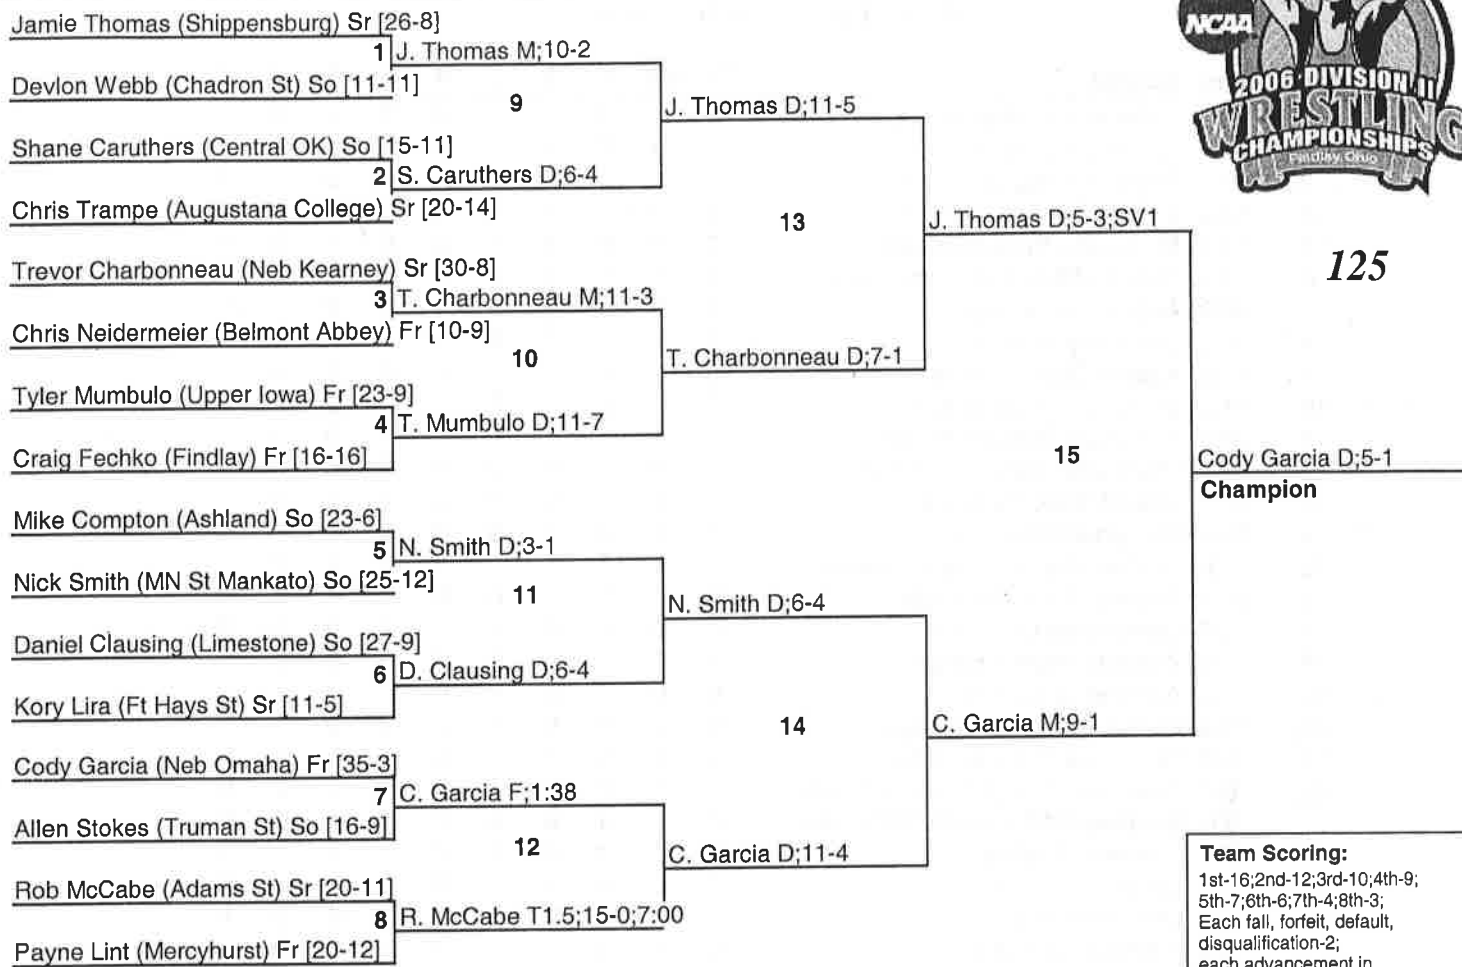 Jamie Thomas (Shippensburg) Sr [26-8]
1 J. Thomas M;10-2
Devlon Webb (Chadron St) So [11-11]
9
J. Thomas D;11-5
Shane Caruthers (Central OK) So [15-11]
2 S. Caruthers D;6-4
Chris Trampe (Augustana College) Sr [20-14]
13
J. Thomas D;5-3;SV1
Trevor Charbonneau (Neb Kearney) Sr [30-8]
3 T. Charbonneau M;11-3
Chris Neidermeier (Belmont Abbey) Fr [10-9]
10
T. Charbonneau D;7-1
Tyler Mumbulo (Upper Iowa) Fr [23-9]
4 T. Mumbulo D;11-7
Craig Fechko (Findlay) Fr [16-16]
15
Cody Garcia D;5-1
Champion
Mike Compton (Ashland) So [23-6]
5 N. Smith D;3-1
Nick Smith (MN St Mankato) So [25-12]
11
N. Smith D;6-4
Daniel Clausing (Limestone) So [27-9]
6 D. Clausing D;6-4
Kory Lira (Ft Hays St) Sr [11-5]
14
C. Garcia M;9-1
Cody Garcia (Neb Omaha) Fr [35-3]
7 C. Garcia F;1:38
Allen Stokes (Truman St) So [16-9]
12
C. Garcia D;11-4
Rob McCabe (Adams St) Sr [20-11]
8 R. McCabe T1.5;15-0;7:00
Payne Lint (Mercyhurst) Fr [20-12]
NCAA
2006 DIVISION II
WRESTLING
CHAMPIONSHIPS
Findlay, Ohio
125
Team Scoring:
1st-16;2nd-12;3rd-10;4th-9;
5th-7;6th-6;7th-4;8th-3;
Each fall, forfeit, default,
disqualification-2;
each advancement in